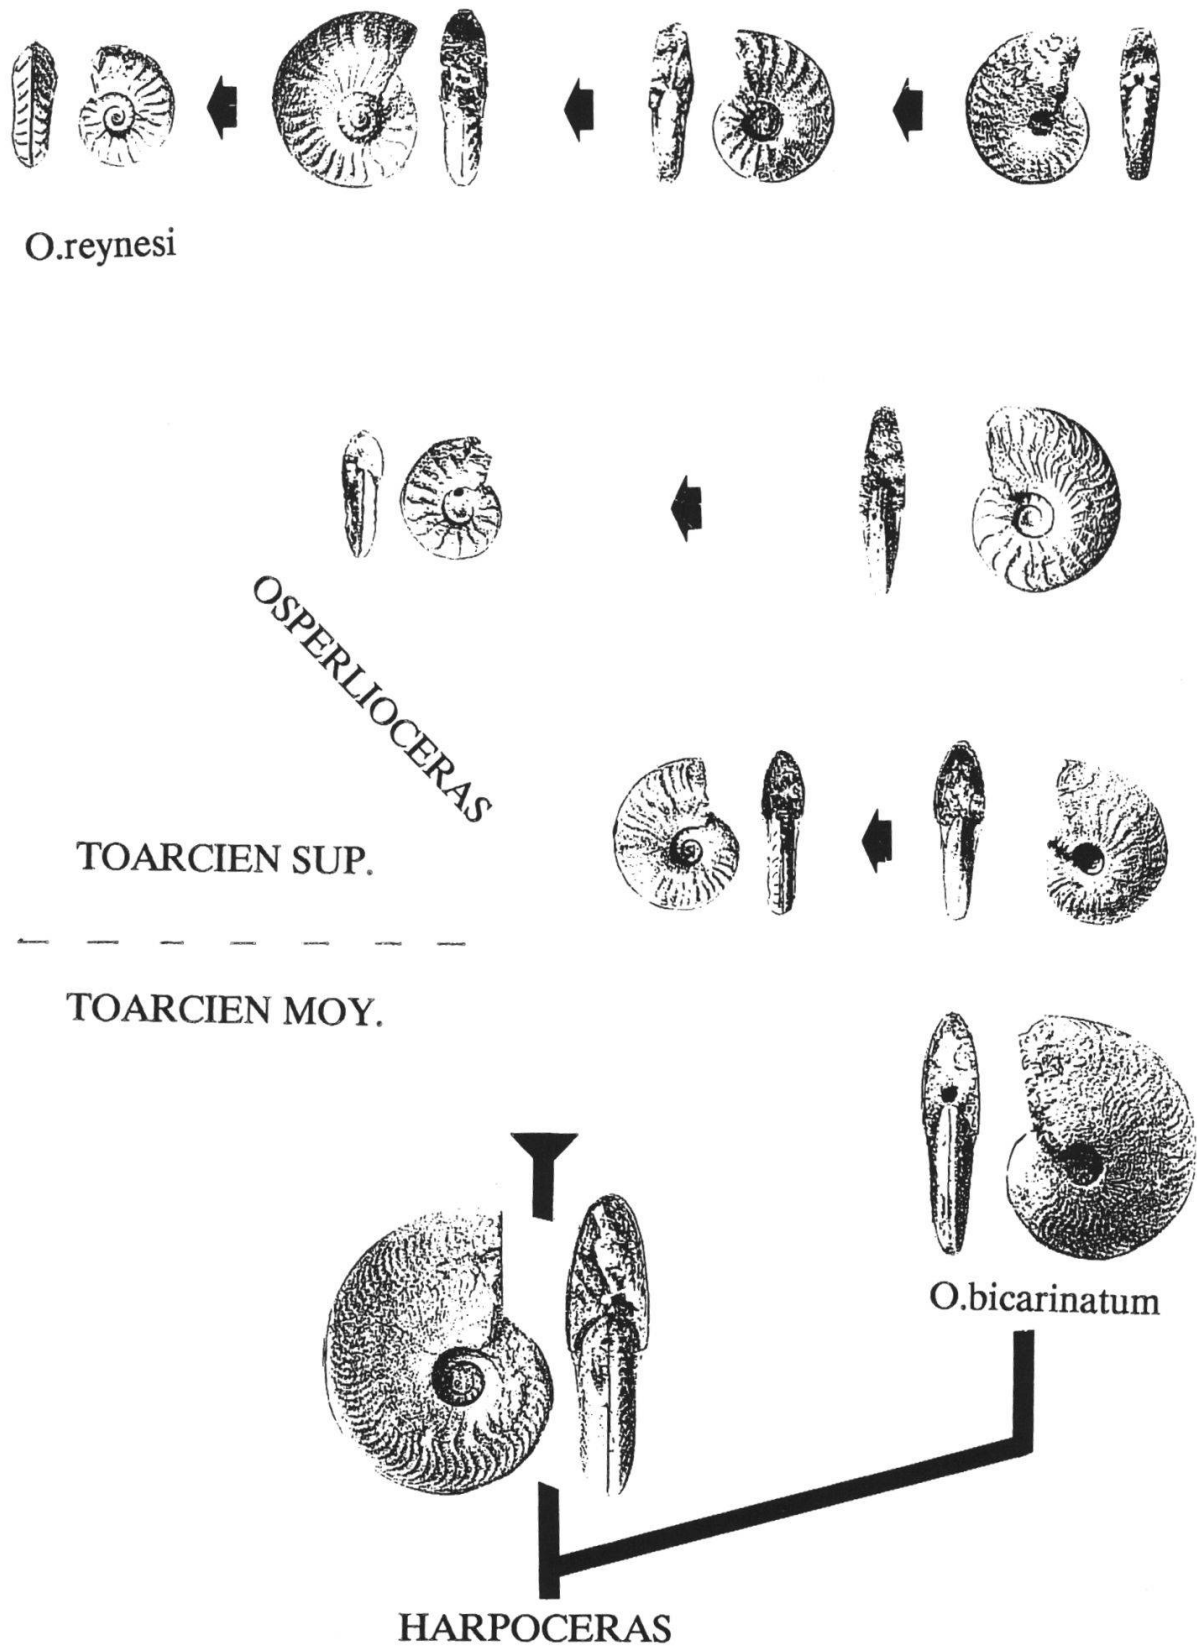 O.reynesi
OSPERLIOCERAS
TOARCIEN SUP.
TOARCIEN MOY.
O.bicarinatum
HARPOCERAS